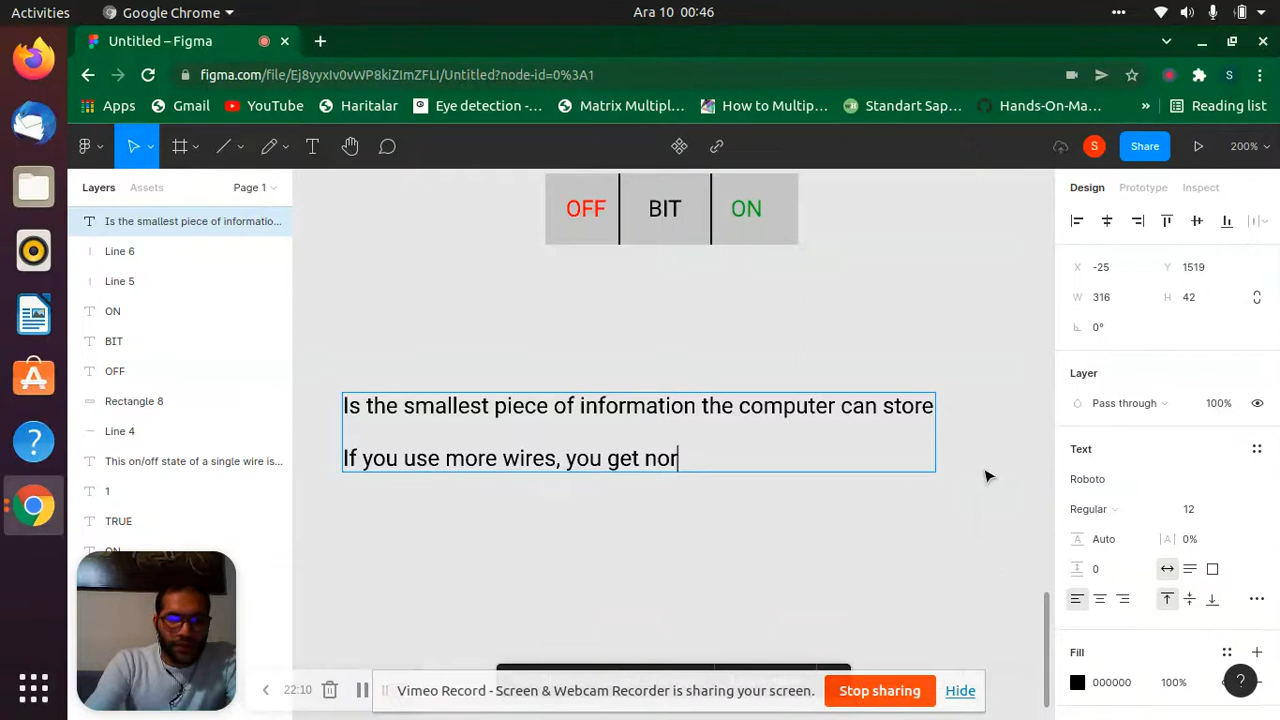 Activities Google Chrome Ara 10 00:46
Untitled – Figma
figma.com/file/Ej8yyxIv0vWP8kiZImZFLI/Untitled?node-id=0%3A1 S
Apps Gmail YouTube Haritalar Eye detection -... Matrix Multipl... How to Multip... Standart Sap... Hands-On-Ma... » Reading list
T S Share 200%
Layers Assets Page 1 Design Prototype Inspect
OFF BIT ON
Is the smallest piece of informatio...
Line 6
Line 5
ON
BIT
OFF
Rectangle 8
Line 4
This on/off state of a single wire is...
1
TRUE
ON
X -25 Y 1519
W 316 H 42
0°
Layer
Pass through 100%
Is the smallest piece of information the computer can store
If you use more wires, you get nor
Text
Roboto
Regular 12
Auto 0%
0
Fill
000000 100%
?
22:10 Vimeo Record - Screen & Webcam Recorder is sharing your screen. Stop sharing Hide